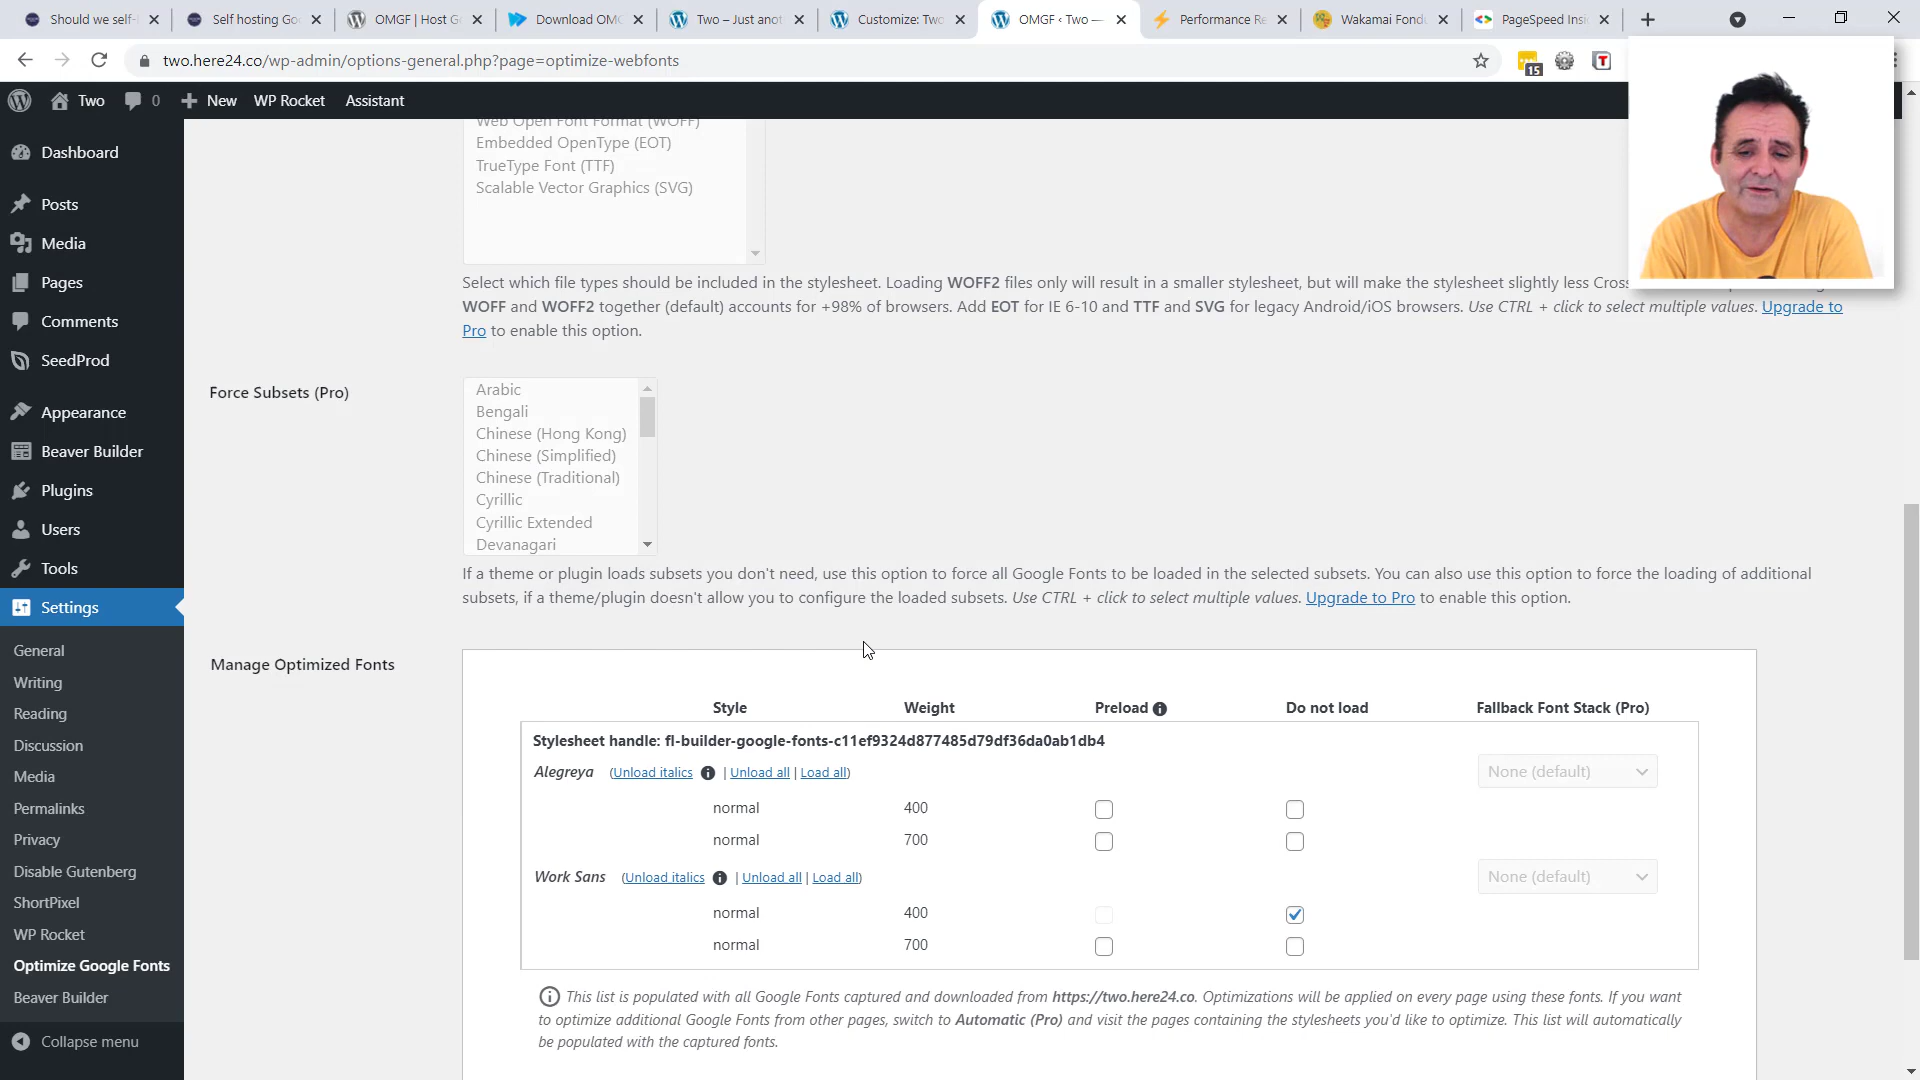 Should we self-
Self hosting Go
OMGF | Host G
Download OMG
Two – Just anot
Customize: Two
OMGF ‹ Two —
Performance Re
Wakamai Fond
PageSpeed Insi
two.here24.co/wp-admin/options-general.php?page=optimize-webfonts
15
T
Two
0
New
WP Rocket
Assistant
Dashboard
Posts
Media
Pages
Comments
SeedProd
Appearance
Beaver Builder
Plugins
Users
Tools
Settings
General
Writing
Reading
Discussion
Media
Permalinks
Privacy
Disable Gutenberg
ShortPixel
WP Rocket
Optimize Google Fonts
Beaver Builder
Collapse menu
Web Open Font Format (WOFF)
Embedded OpenType (EOT)
TrueType Font (TTF)
Scalable Vector Graphics (SVG)
Select which file types should be included in the stylesheet. Loading WOFF2 files only will result in a smaller stylesheet, but will make the stylesheet slightly less Cros
WOFF and WOFF2 together (default) accounts for +98% of browsers. Add EOT for IE 6-10 and TTF and SVG for legacy Android/iOS browsers. Use CTRL + click to select multiple values. Upgrade to
Pro to enable this option.
Force Subsets (Pro)
Arabic
Bengali
Chinese (Hong Kong)
Chinese (Simplified)
Chinese (Traditional)
Cyrillic
Cyrillic Extended
Devanagari
If a theme or plugin loads subsets you don't need, use this option to force all Google Fonts to be loaded in the selected subsets. You can also use this option to force the loading of additional
subsets, if a theme/plugin doesn't allow you to configure the loaded subsets. Use CTRL + click to select multiple values. Upgrade to Pro to enable this option.
Manage Optimized Fonts
Style Weight Preload Do not load Fallback Font Stack (Pro)
Stylesheet handle: fl-builder-google-fonts-c11ef9324d877485d79df36da0ab1db4
Alegreya (Unload italics | Unload all | Load all) None (default)
normal 400
normal 700
Work Sans (Unload italics | Unload all | Load all) None (default)
normal 400
normal 700
This list is populated with all Google Fonts captured and downloaded from https://two.here24.co. Optimizations will be applied on every page using these fonts. If you want
to optimize additional Google Fonts from other pages, switch to Automatic (Pro) and visit the pages containing the stylesheets you'd like to optimize. This list will automatically
be populated with the captured fonts.